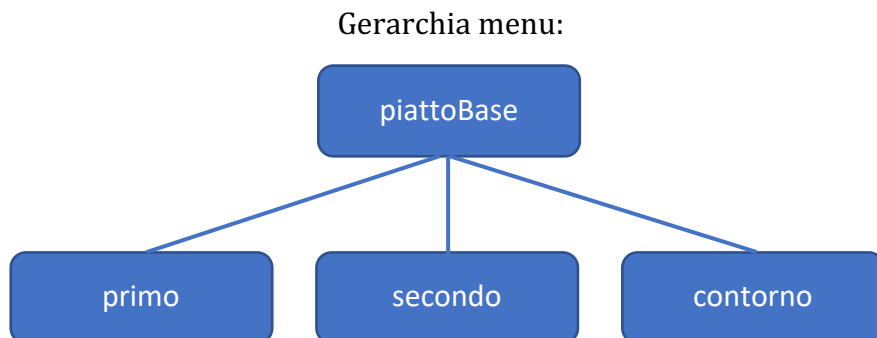 Gerarchia menu:
piattoBase
primo
secondo
contorno